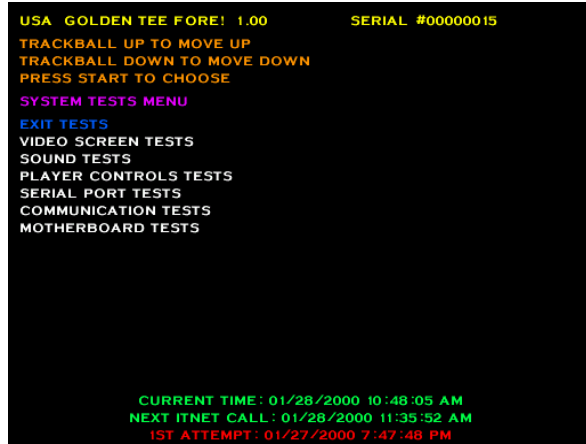 USA GOLDEN TEE FORE! 1.00 SERIAL #00000015
TRACKBALL UP TO MOVE UP
TRACKBALL DOWN TO MOVE DOWN
PRESS START TO CHOOSE
SYSTEM TESTS MENU
EXIT TESTS
VIDEO SCREEN TESTS
SOUND TESTS
PLAYER CONTROLS TESTS
SERIAL PORT TESTS
COMMUNICATION TESTS
MOTHERBOARD TESTS
CURRENT TIME: 01/28/2000 10:48:05 AM
NEXT ITNET CALL: 01/28/2000 11:35:52 AM
1ST ATTEMPT: 01/27/2000 7:47:48 PM